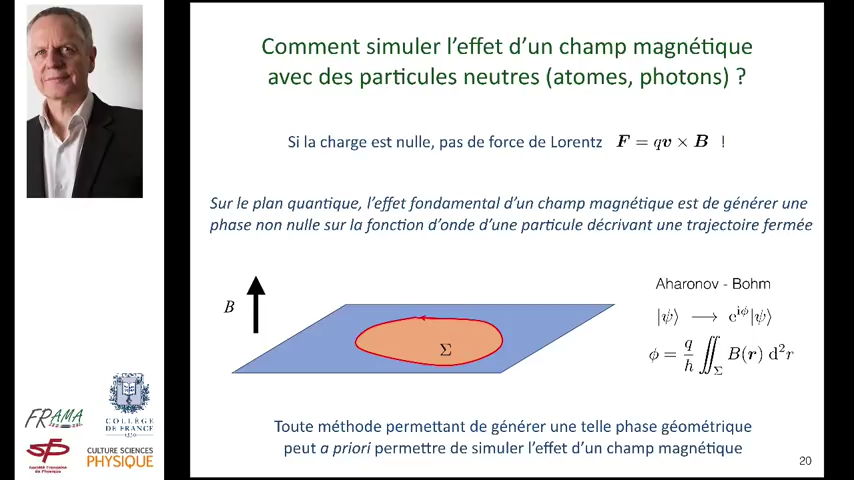 Comment simuler l'effet d'un champ magnétique
avec des particules neutres (atomes, photons) ?
Si la charge est nulle, pas de force de Lorentz F = qv × B !
Sur le plan quantique, l'effet fondamental d'un champ magnétique est de générer une
phase non nulle sur la fonction d'onde d'une particule décrivant une trajectoire fermée
B
Σ
Aharonov - Bohm
|ψ⟩ ⟶ e^{iϕ}|ψ⟩
ϕ = q/h ∬_Σ B(r) d²r
Toute méthode permettant de générer une telle phase géométrique
peut a priori permettre de simuler l'effet d'un champ magnétique
20
FRAMA
COLLÈGE
DE FRANCE
1530
Société Française
de Physique
CULTURE SCIENCES
PHYSIQUE